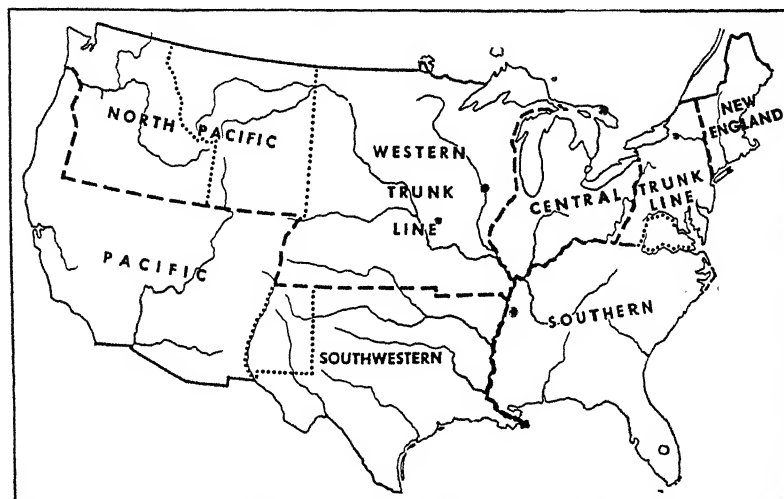 NORTH PACIFIC
WESTERN
TRUNK
LINE
CENTRAL
TRUNK
LINE
NEW
ENGLAND
PACIFIC
SOUTHWESTERN
SOUTHERN